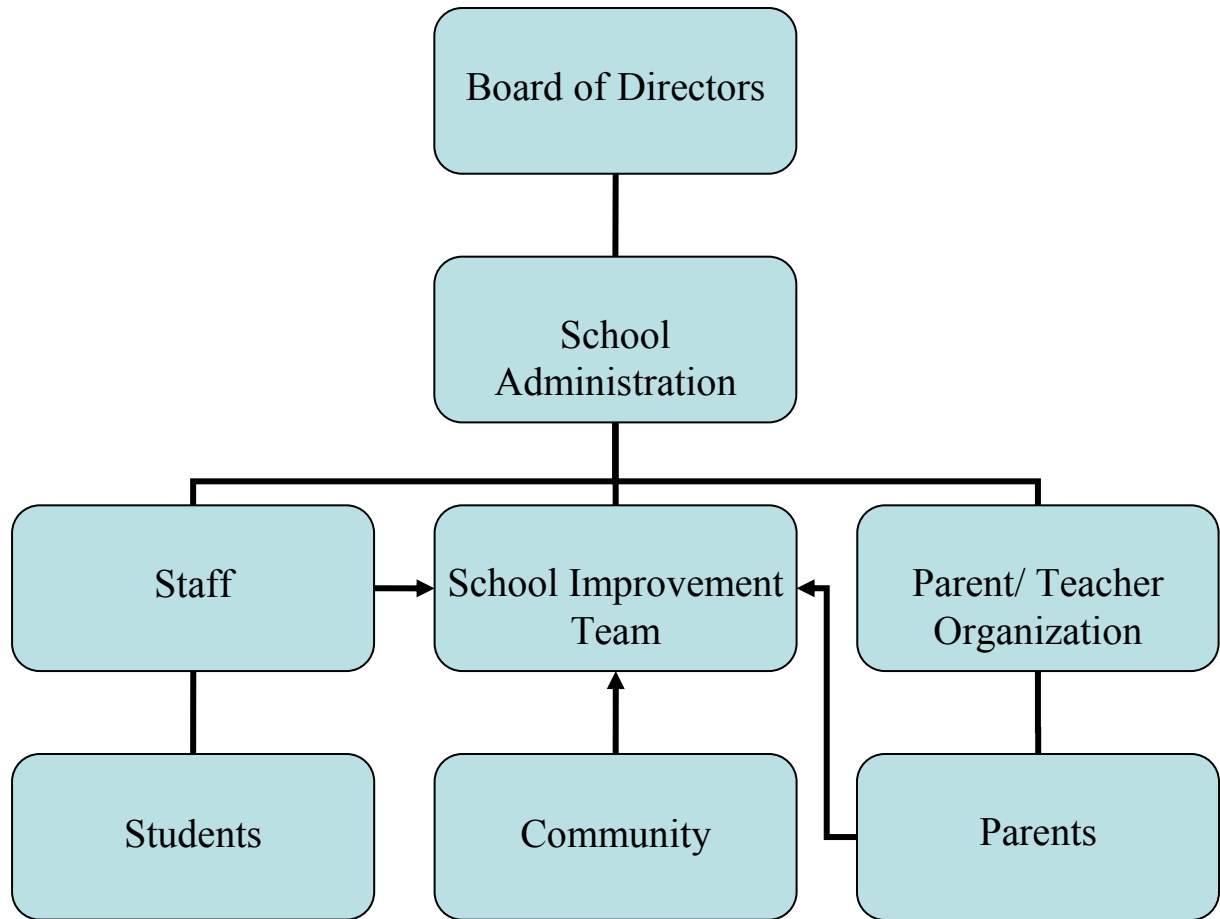 Board of Directors
School
Administration
Staff
School Improvement
Team
Parent/ Teacher
Organization
Students
Community
Parents